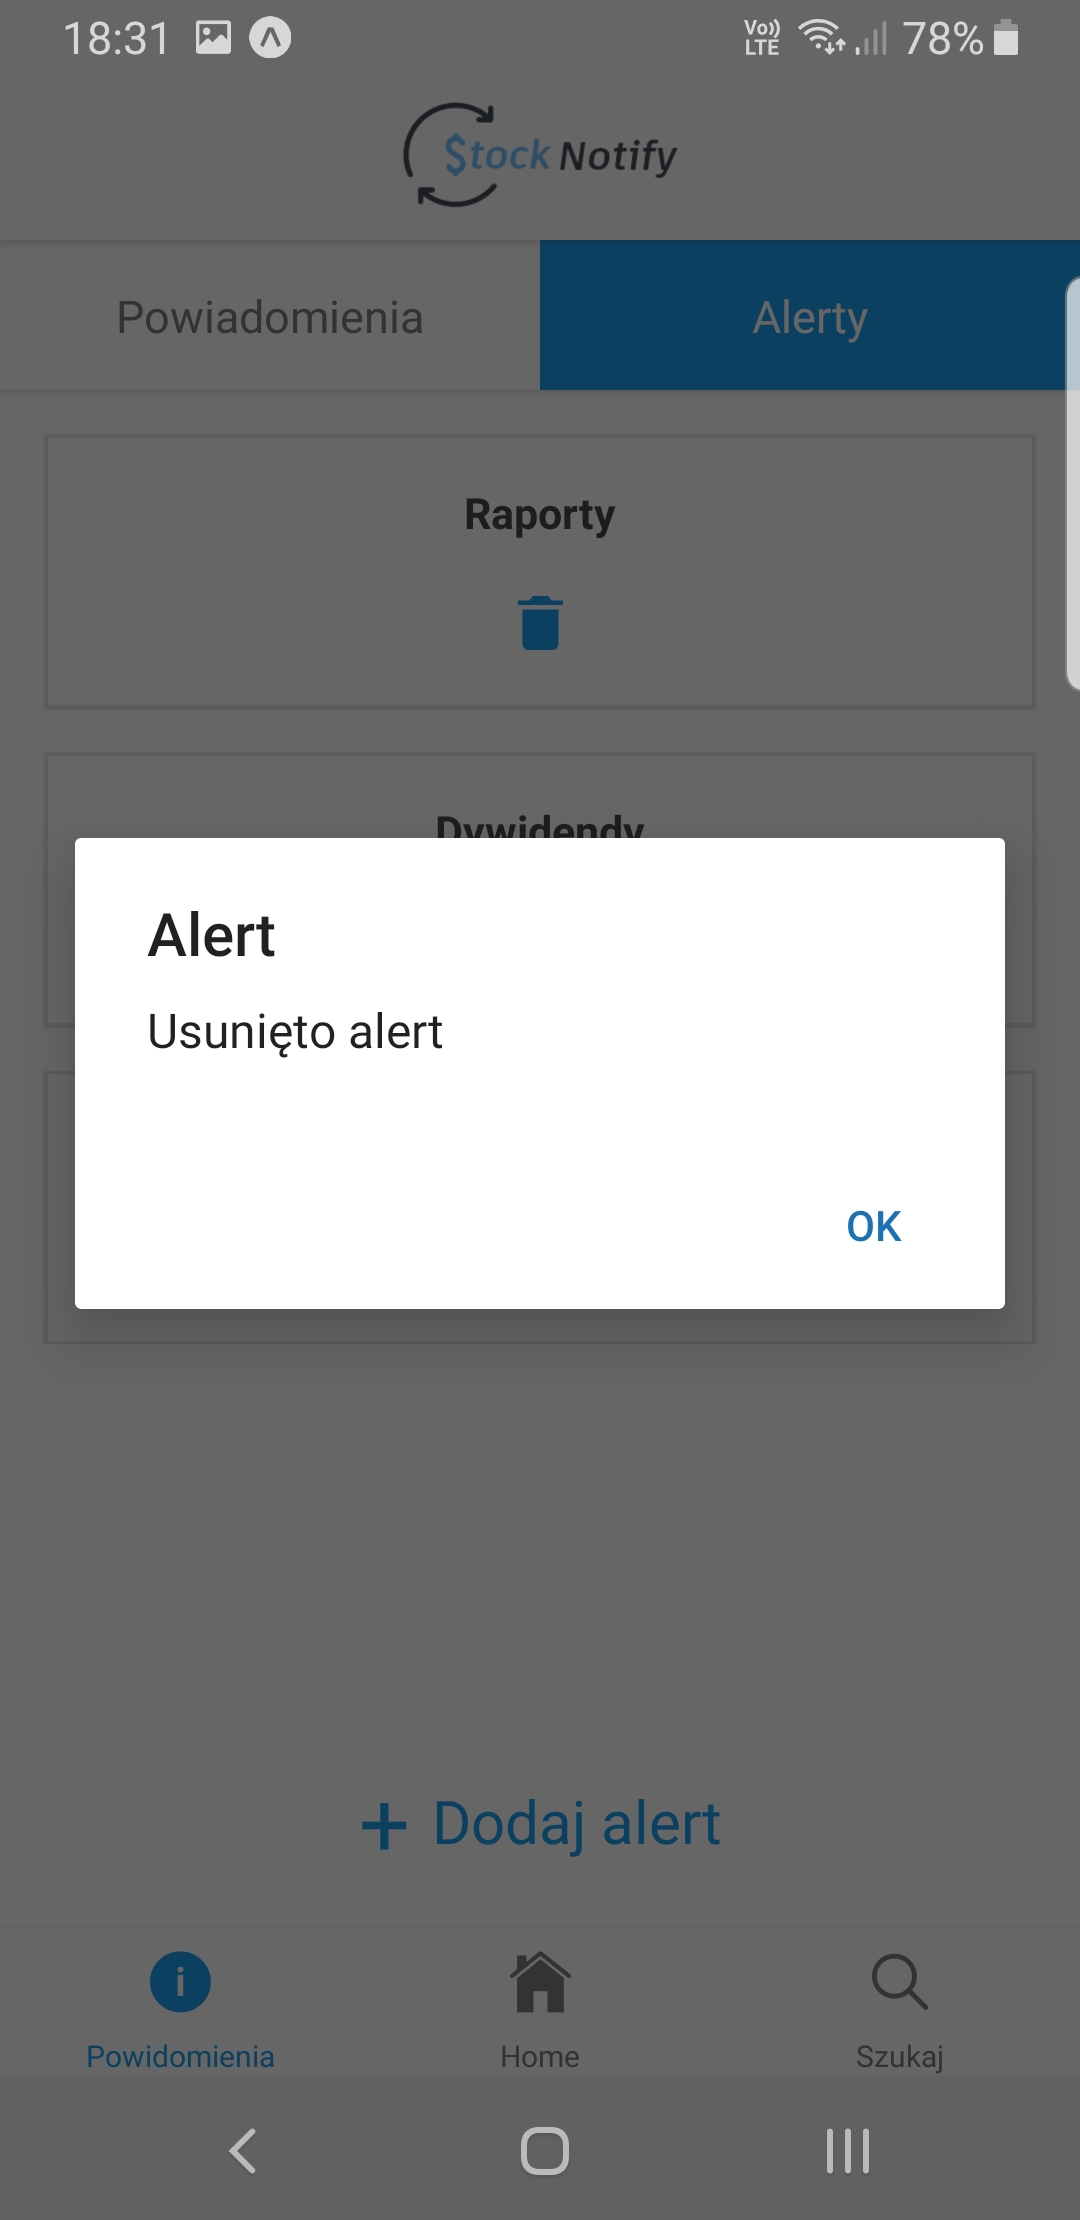 18:31 Vo)) LTE 78%
$tock Notify
Powiadomienia Alerty
Raporty
Dywidendy
Alert
Usunięto alert
OK
+ Dodaj alert
Powidomienia Home Szukaj